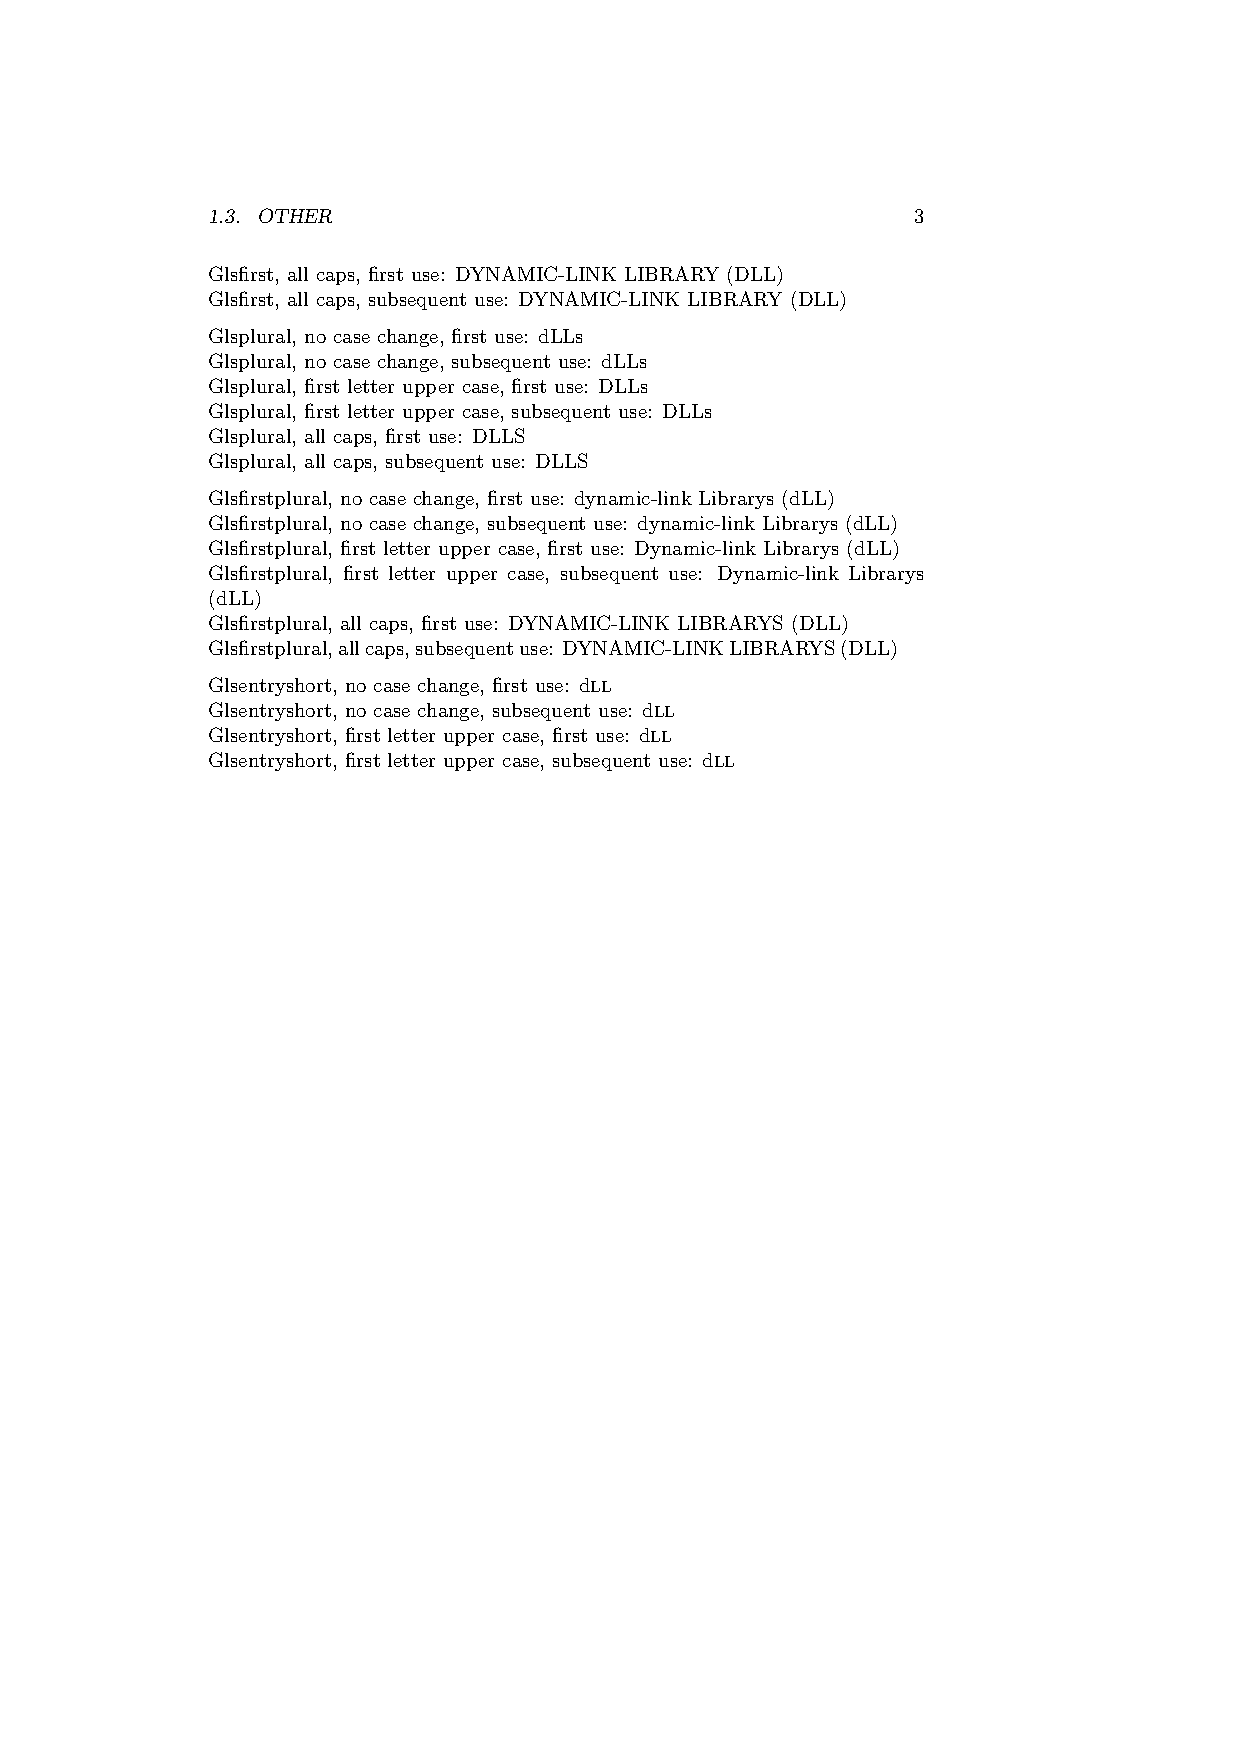 1.3. OTHER 3
Glsfirst, all caps, first use: DYNAMIC-LINK LIBRARY (DLL)
Glsfirst, all caps, subsequent use: DYNAMIC-LINK LIBRARY (DLL)
Glsplural, no case change, first use: dLLs
Glsplural, no case change, subsequent use: dLLs
Glsplural, first letter upper case, first use: DLLs
Glsplural, first letter upper case, subsequent use: DLLs
Glsplural, all caps, first use: DLLS
Glsplural, all caps, subsequent use: DLLS
Glsfirstplural, no case change, first use: dynamic-link Librarys (dLL)
Glsfirstplural, no case change, subsequent use: dynamic-link Librarys (dLL)
Glsfirstplural, first letter upper case, first use: Dynamic-link Librarys (dLL)
Glsfirstplural, first letter upper case, subsequent use: Dynamic-link Librarys
(dLL)
Glsfirstplural, all caps, first use: DYNAMIC-LINK LIBRARYS (DLL)
Glsfirstplural, all caps, subsequent use: DYNAMIC-LINK LIBRARYS (DLL)
Glsentryshort, no case change, first use: dʟʟ
Glsentryshort, no case change, subsequent use: dʟʟ
Glsentryshort, first letter upper case, first use: dʟʟ
Glsentryshort, first letter upper case, subsequent use: dʟʟ